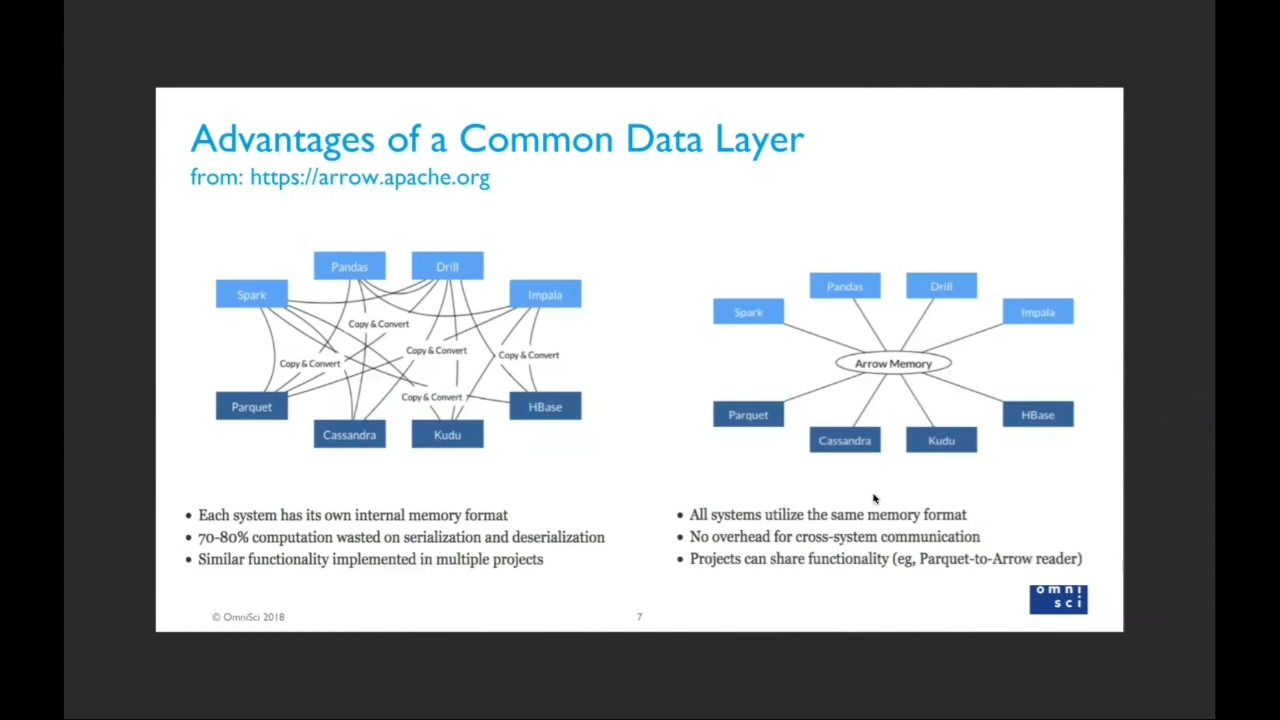 Advantages of a Common Data Layer
from: https://arrow.apache.org
Pandas
Drill
Spark
Impala
Copy & Convert
Copy & Convert
Copy & Convert
Copy & Convert
Copy & Convert
Parquet
HBase
Cassandra
Kudu
Pandas
Drill
Spark
Impala
Arrow Memory
Parquet
HBase
Cassandra
Kudu
• Each system has its own internal memory format
• 70-80% computation wasted on serialization and deserialization
• Similar functionality implemented in multiple projects
• All systems utilize the same memory format
• No overhead for cross-system communication
• Projects can share functionality (eg, Parquet-to-Arrow reader)
omni
sci
© OmniSci 2018
7